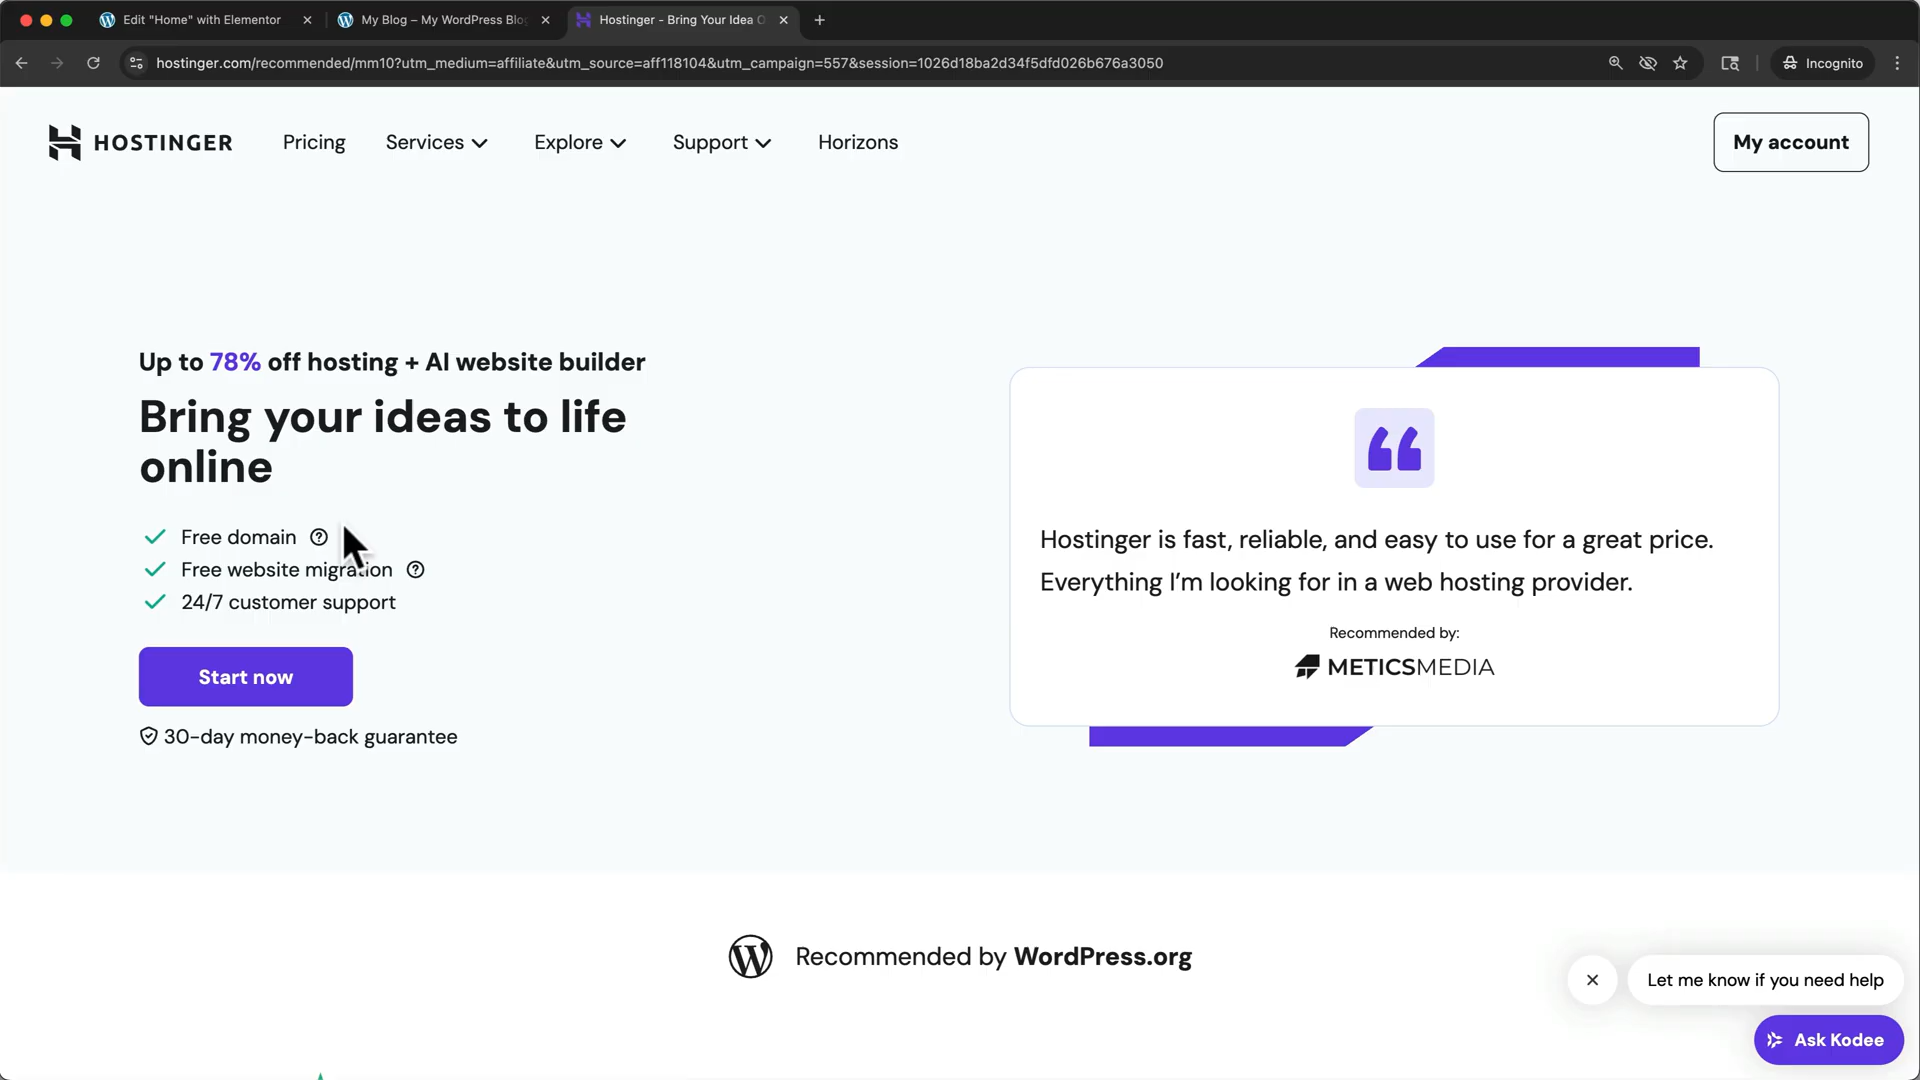 Edit "Home" with Elementor
My Blog – My WordPress Blo
Hostinger - Bring Your Idea O
hostinger.com/recommended/mm10?utm_medium=affiliate&utm_source=aff118104&utm_campaign=557&session=1026d18ba2d34f5dfd026b676a3050
Incognito
HOSTINGER
Pricing
Services
Explore
Support
Horizons
My account
Up to 78% off hosting + AI website builder
Bring your ideas to life
online
Free domain
Free website migration
24/7 customer support
Start now
30-day money-back guarantee
Hostinger is fast, reliable, and easy to use for a great price.
Everything I’m looking for in a web hosting provider.
Recommended by:
METICSMEDIA
Recommended by WordPress.org
Let me know if you need help
Ask Kodee